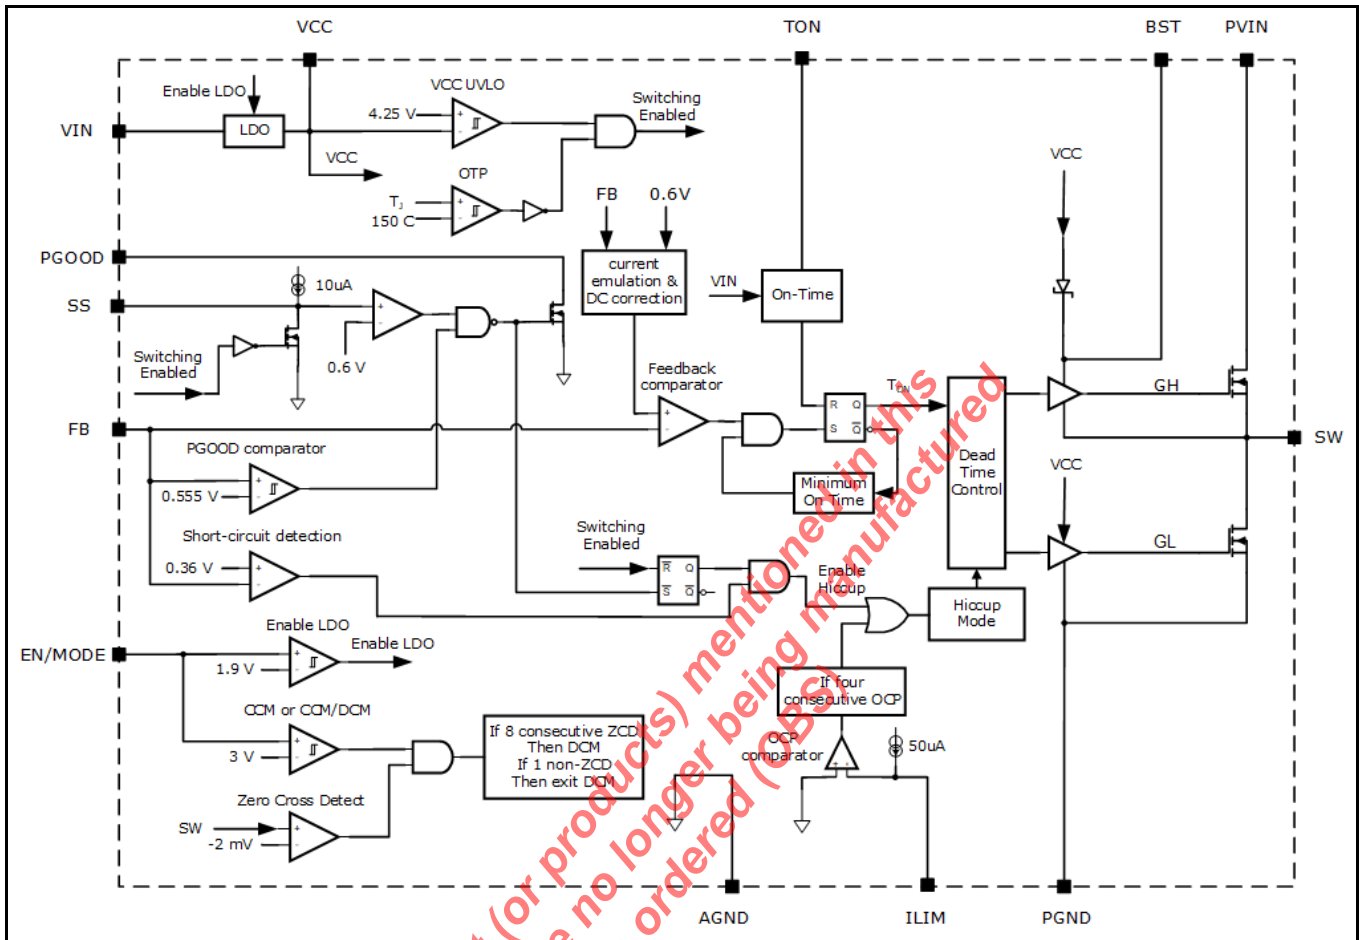 VCC
TON
BST
PVIN
Enable LDO
VCC UVLO
4.25 V
+
-
Switching
Enabled
VIN
LDO
VCC
OTP
TJ
150 C
+
-
FB
0.6V
VCC
PGOOD
current
emulation &
DC correction
VIN
On-Time
SS
10uA
+
-
0.6 V
Switching
Enabled
Feedback
comparator
+
-
TON
R Q
S Q
GH
FB
SW
PGOOD comparator
0.555 V
+
-
Dead
Time
Control
VCC
Minimum
On-Time
Short-circuit detection
0.36 V
+
-
Switching
Enabled
R Q
S Q
Enable
Hiccup
GL
Hiccup
Mode
Enable LDO
EN/MODE
1.9 V
+
-
Enable LDO
If four
consecutive OCP
CCM or CCM/DCM
3 V
+
-
If 8 consecutive ZCD
Then DCM
If 1 non-ZCD
Then exit DCM
OCP
comparator
+
-
50uA
Zero Cross Detect
SW
-2 mV
+
-
AGND
ILIM
PGND
t (or products) mentioned in this
e no longer being manufactured
ordered (OBS)